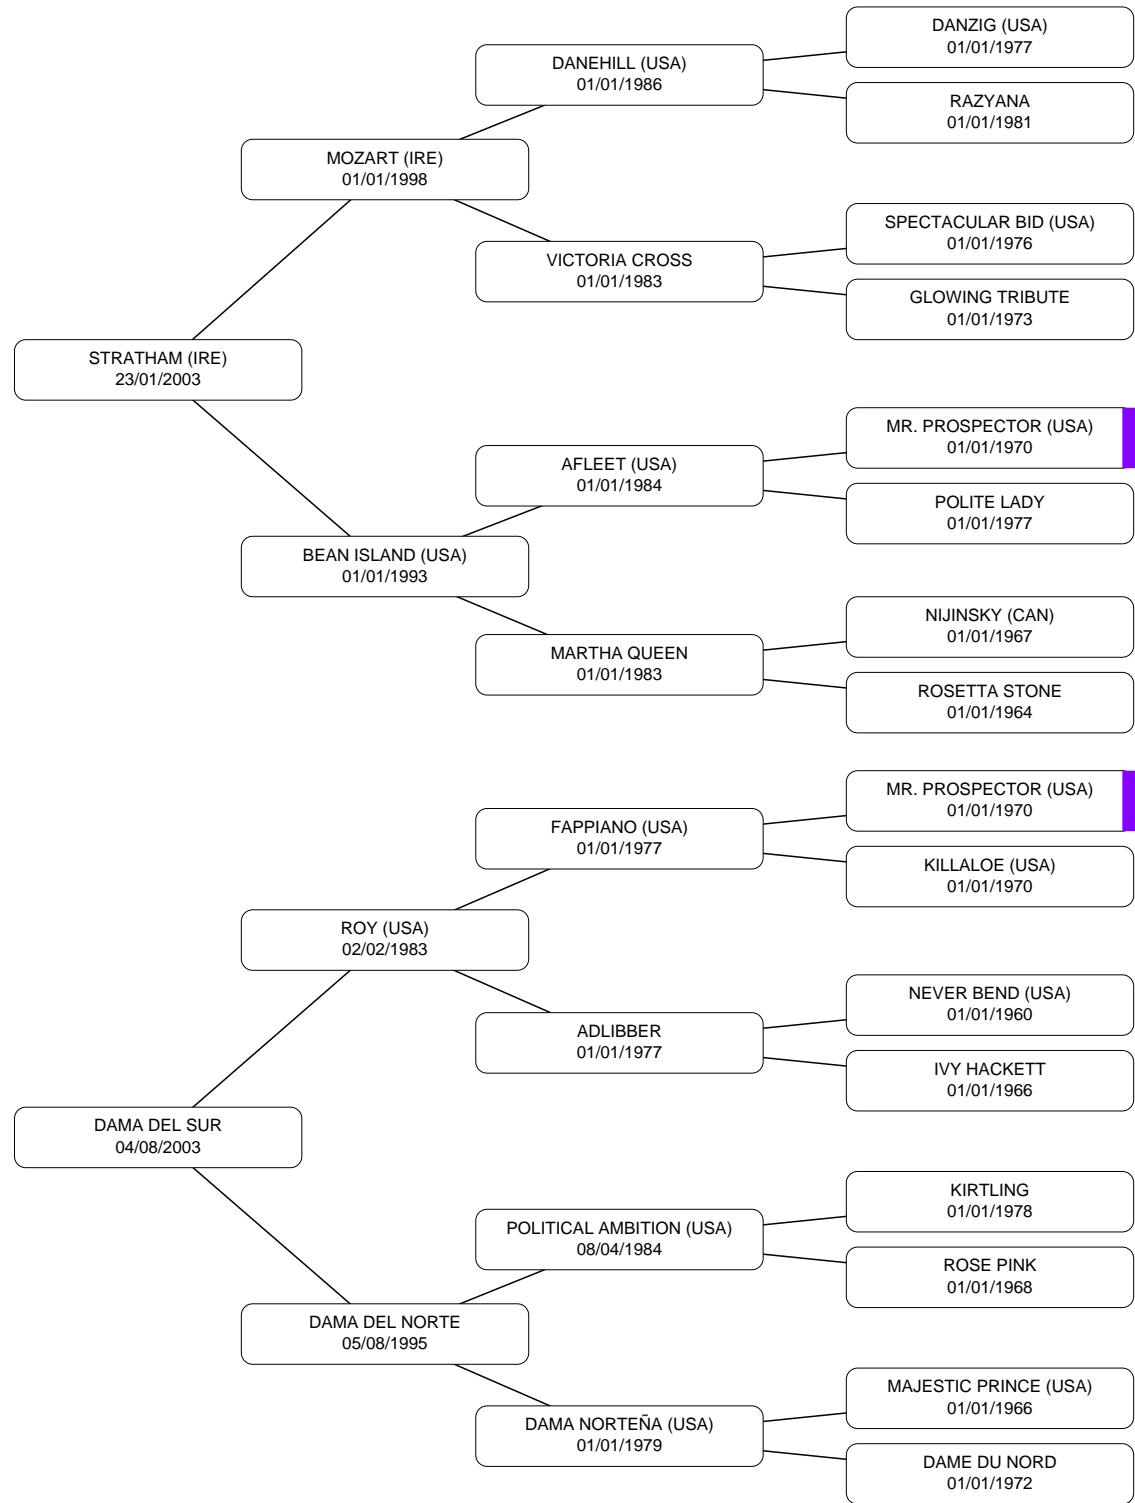 DANZIG (USA)
01/01/1977
DANEHILL (USA)
01/01/1986
RAZYANA
01/01/1981
MOZART (IRE)
01/01/1998
SPECTACULAR BID (USA)
01/01/1976
VICTORIA CROSS
01/01/1983
GLOWING TRIBUTE
01/01/1973
STRATHAM (IRE)
23/01/2003
MR. PROSPECTOR (USA)
01/01/1970
AFLEET (USA)
01/01/1984
POLITE LADY
01/01/1977
BEAN ISLAND (USA)
01/01/1993
NIJINSKY (CAN)
01/01/1967
MARTHA QUEEN
01/01/1983
ROSETTA STONE
01/01/1964
MR. PROSPECTOR (USA)
01/01/1970
FAPPIANO (USA)
01/01/1977
KILLALOE (USA)
01/01/1970
ROY (USA)
02/02/1983
NEVER BEND (USA)
01/01/1960
ADLIBBER
01/01/1977
IVY HACKETT
01/01/1966
DAMA DEL SUR
04/08/2003
KIRTLING
01/01/1978
POLITICAL AMBITION (USA)
08/04/1984
ROSE PINK
01/01/1968
DAMA DEL NORTE
05/08/1995
MAJESTIC PRINCE (USA)
01/01/1966
DAMA NORTEÑA (USA)
01/01/1979
DAME DU NORD
01/01/1972